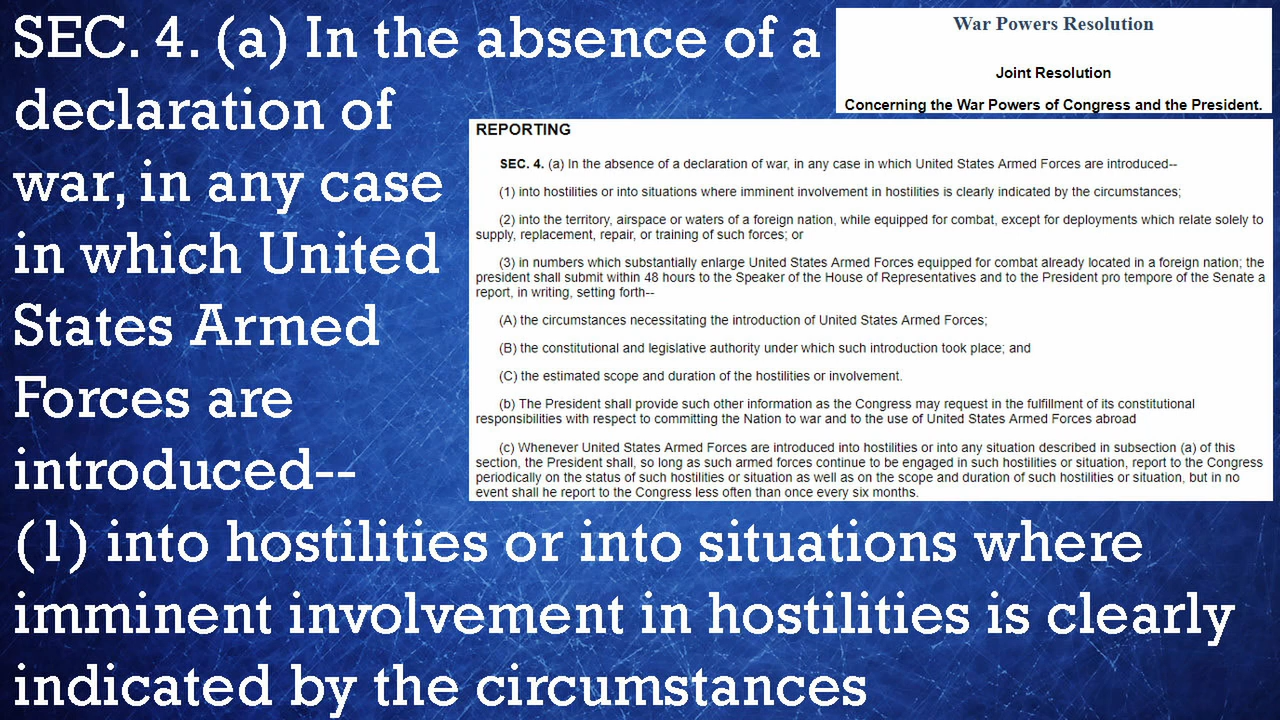 SEC. 4. (a) In the absence of a
declaration of
war, in any case
in which United
States Armed
Forces are
introduced--
(1) into hostilities or into situations where
imminent involvement in hostilities is clearly
indicated by the circumstances
War Powers Resolution
Joint Resolution
Concerning the War Powers of Congress and the President.
REPORTING
SEC. 4. (a) In the absence of a declaration of war, in any case in which United States Armed Forces are introduced--
(1) into hostilities or into situations where imminent involvement in hostilities is clearly indicated by the circumstances;
(2) into the territory, airspace or waters of a foreign nation, while equipped for combat, except for deployments which relate solely to
supply, replacement, repair, or training of such forces; or
(3) in numbers which substantially enlarge United States Armed Forces equipped for combat already located in a foreign nation; the
president shall submit within 48 hours to the Speaker of the House of Representatives and to the President pro tempore of the Senate a
report, in writing, setting forth--
(A) the circumstances necessitating the introduction of United States Armed Forces;
(B) the constitutional and legislative authority under which such introduction took place; and
(C) the estimated scope and duration of the hostilities or involvement.
(b) The President shall provide such other information as the Congress may request in the fulfillment of its constitutional
responsibilities with respect to committing the Nation to war and to the use of United States Armed Forces abroad
(c) Whenever United States Armed Forces are introduced into hostilities or into any situation described in subsection (a) of this
section, the President shall, so long as such armed forces continue to be engaged in such hostilities or situation, report to the Congress
periodically on the status of such hostilities or situation as well as on the scope and duration of such hostilities or situation, but in no
event shall he report to the Congress less often than once every six months.